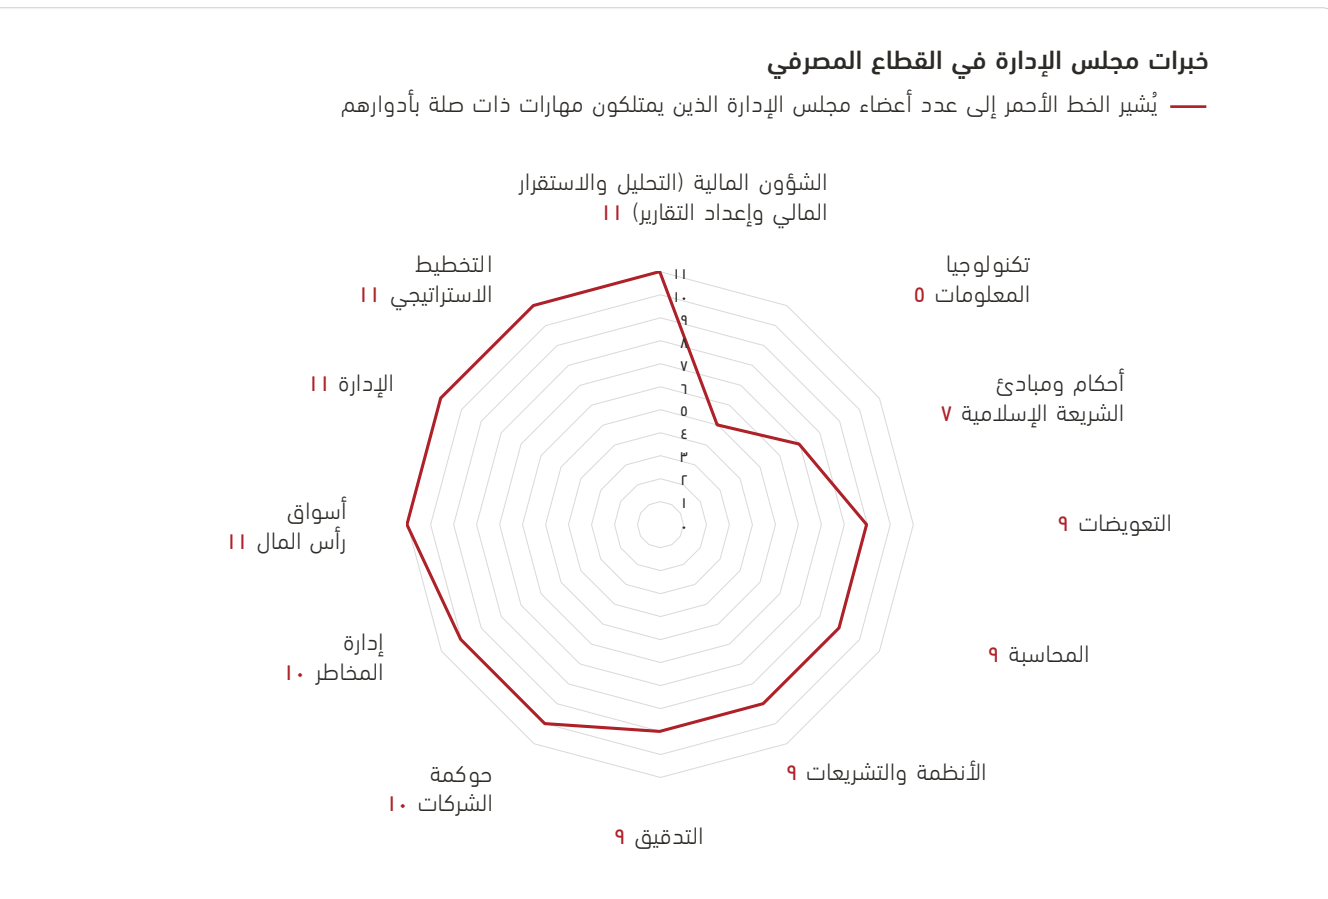 خبرات مجلس الإدارة في القطاع المصرفي
يُشير الخط الأحمر إلى عدد أعضاء مجلس الإدارة الذين يمتلكون مهارات ذات صلة بأدوارهم
الشؤون المالية (التحليل والاستقرار
المالي وإعداد التقارير) ١١
تكنولوجيا
المعلومات ٥
أحكام ومبادئ
الشريعة الإسلامية ٧
التعويضات ٩
المحاسبة ٩
الأنظمة والتشريعات ٩
التدقيق ٩
حوكمة
الشركات ١٠
إدارة
المخاطر ١٠
أسواق
رأس المال ١١
الإدارة ١١
التخطيط
الاستراتيجي ١١
١١
١٠
٩
٨
٧
٦
٥
٤
٣
٢
١
٠